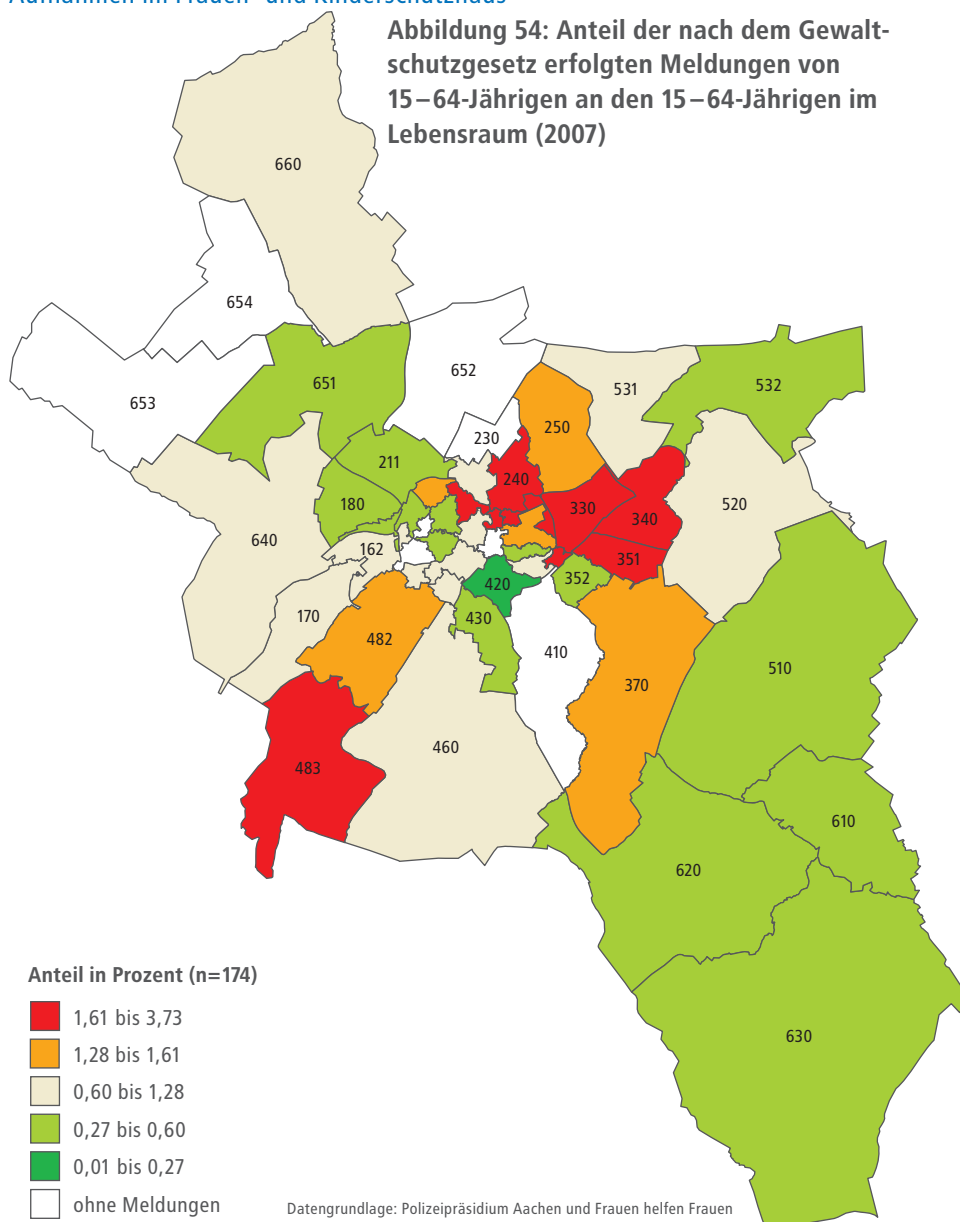 Aufnahmen im Frauen- und Kinderschutzhaus
Abbildung 54: Anteil der nach dem Gewalt-
schutzgesetz erfolgten Meldungen von
15–64-Jährigen an den 15–64-Jährigen im
Lebensraum (2007)
660
654
652
653
651
531
532
230
250
211
240
520
180
330
340
640
162
351
352
420
170
430
482
410
510
370
460
483
610
620
630
Anteil in Prozent (n=174)
1,61 bis 3,73
1,28 bis 1,61
0,60 bis 1,28
0,27 bis 0,60
0,01 bis 0,27
ohne Meldungen
Datengrundlage: Polizeipräsidium Aachen und Frauen helfen Frauen